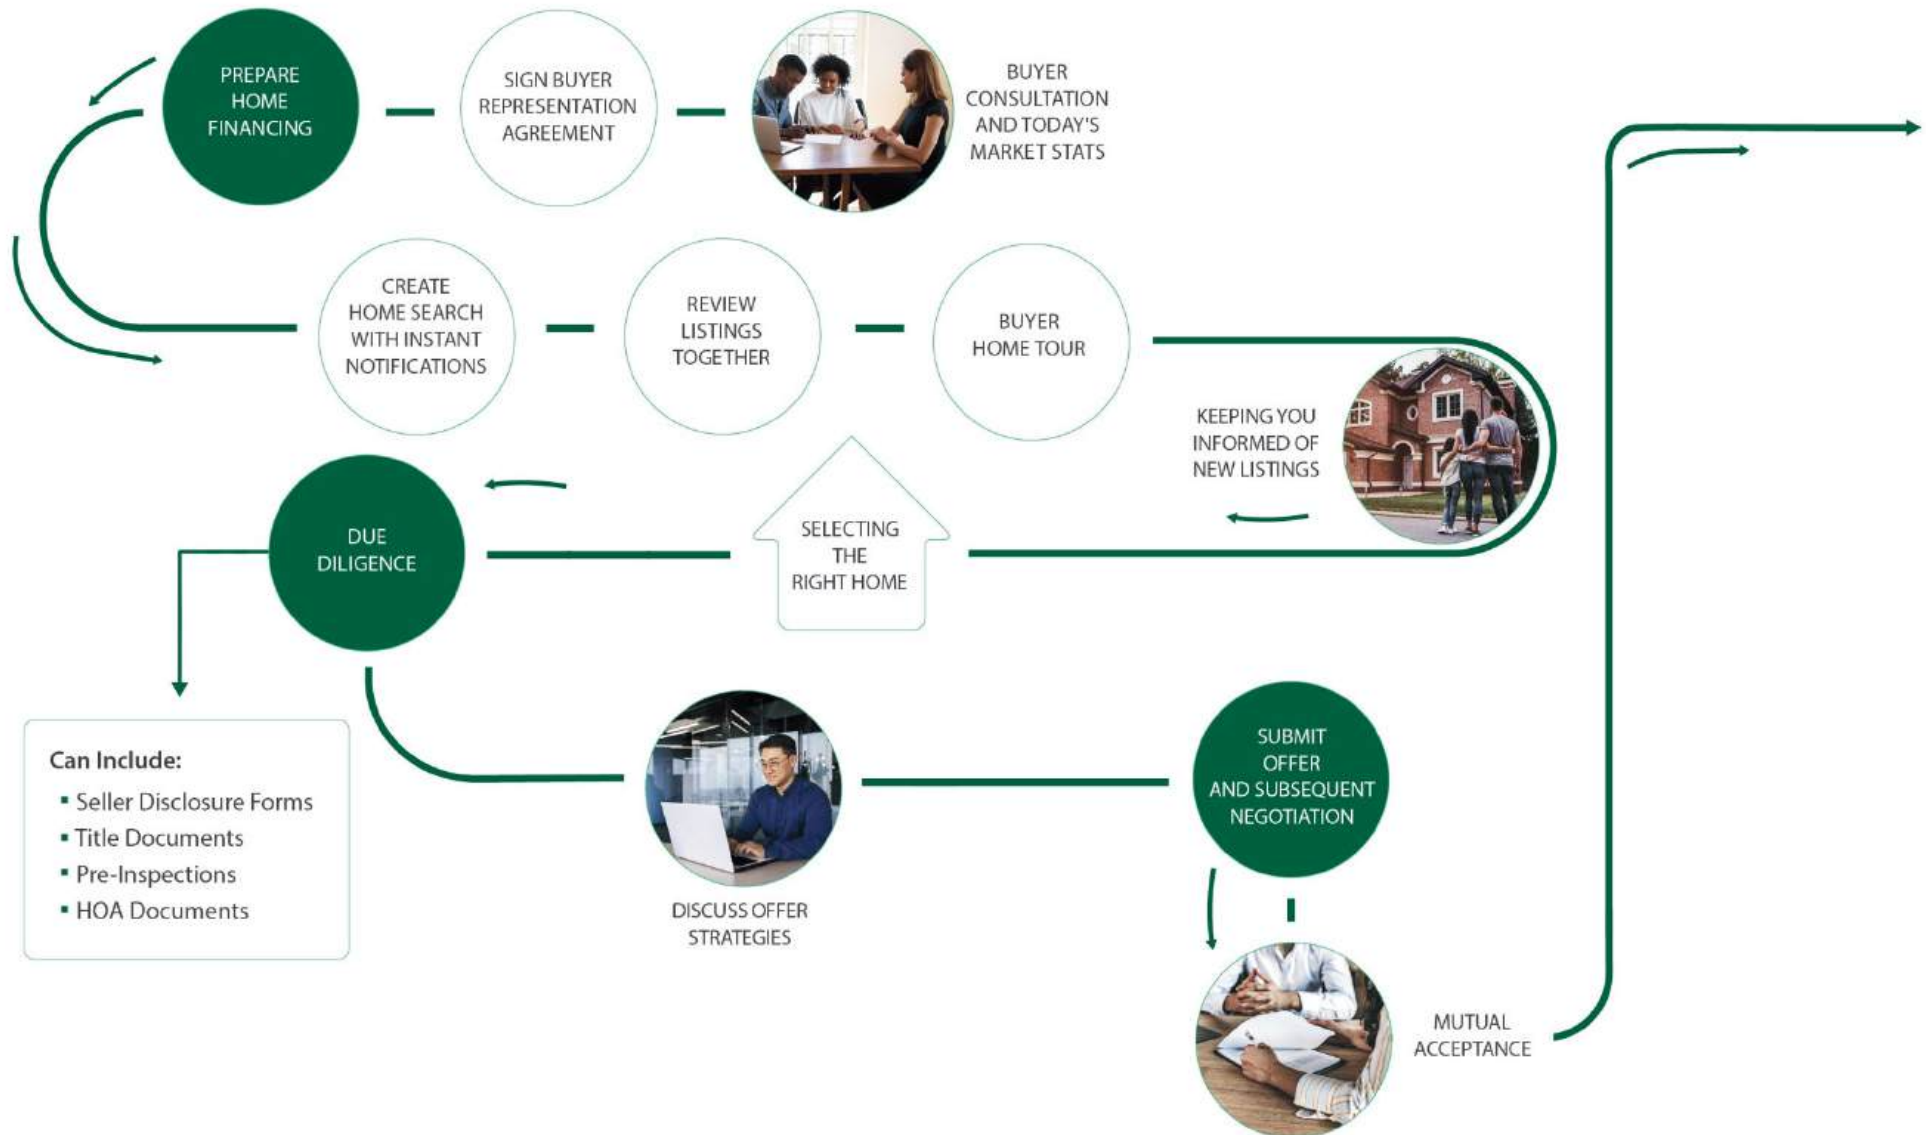 PREPARE
HOME
FINANCING
SIGN BUYER
REPRESENTATION
AGREEMENT
BUYER
CONSULTATION
AND TODAY'S
MARKET STATS
CREATE
HOME SEARCH
WITH INSTANT
NOTIFICATIONS
REVIEW
LISTINGS
TOGETHER
BUYER
HOME TOUR
KEEPING YOU
INFORMED OF
NEW LISTINGS
SELECTING
THE
RIGHT HOME
DUE
DILIGENCE
Can Include:
▪ Seller Disclosure Forms
▪ Title Documents
▪ Pre-Inspections
▪ HOA Documents
DISCUSS OFFER
STRATEGIES
SUBMIT
OFFER
AND SUBSEQUENT
NEGOTIATION
MUTUAL
ACCEPTANCE